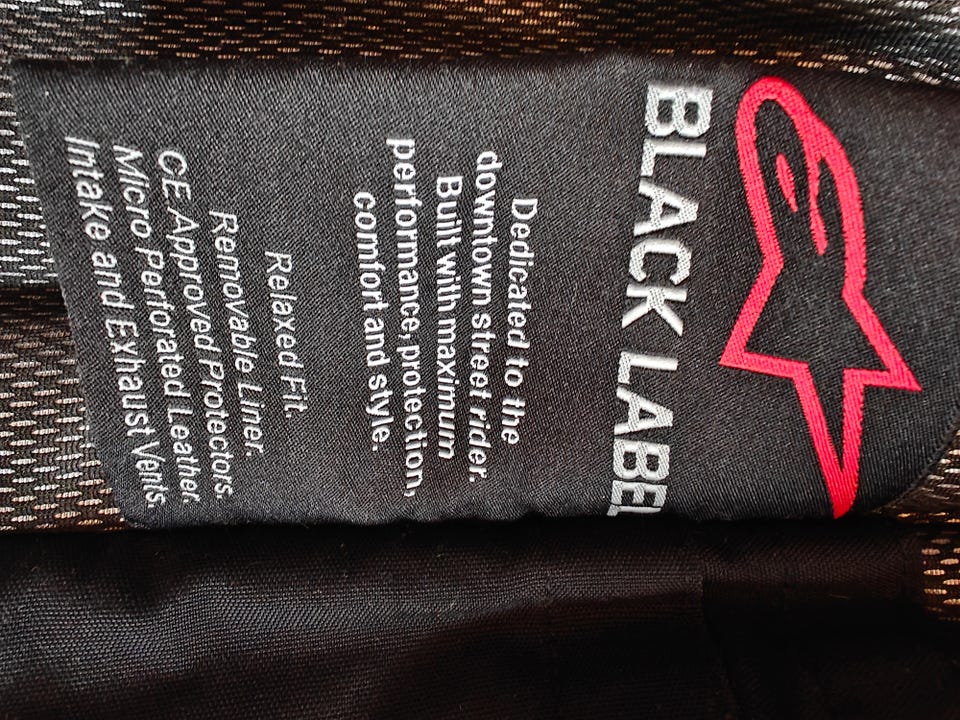 BLACK LABEL
Dedicated to the
downtown street rider.
Built with maximum
performance, protection,
comfort and style.
Relaxed Fit.
Removable Liner.
CE Approved Protectors.
Micro Perforated Leather.
Intake and Exhaust Vents.